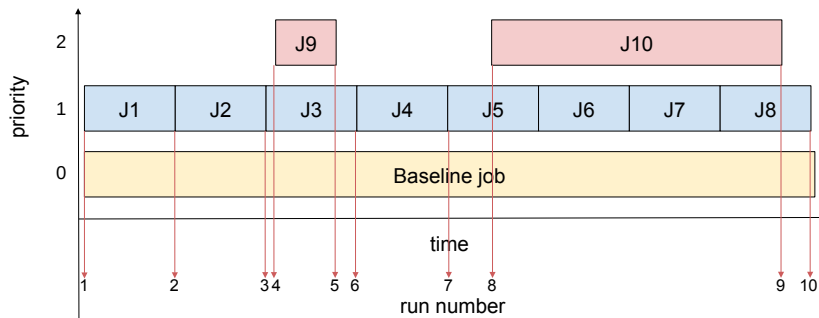 2 J9 J10
priority
1 J1 J2 J3 J4 J5 J6 J7 J8
0 Baseline job
time
1 2 3 4 5 6 7 8 9 10
run number